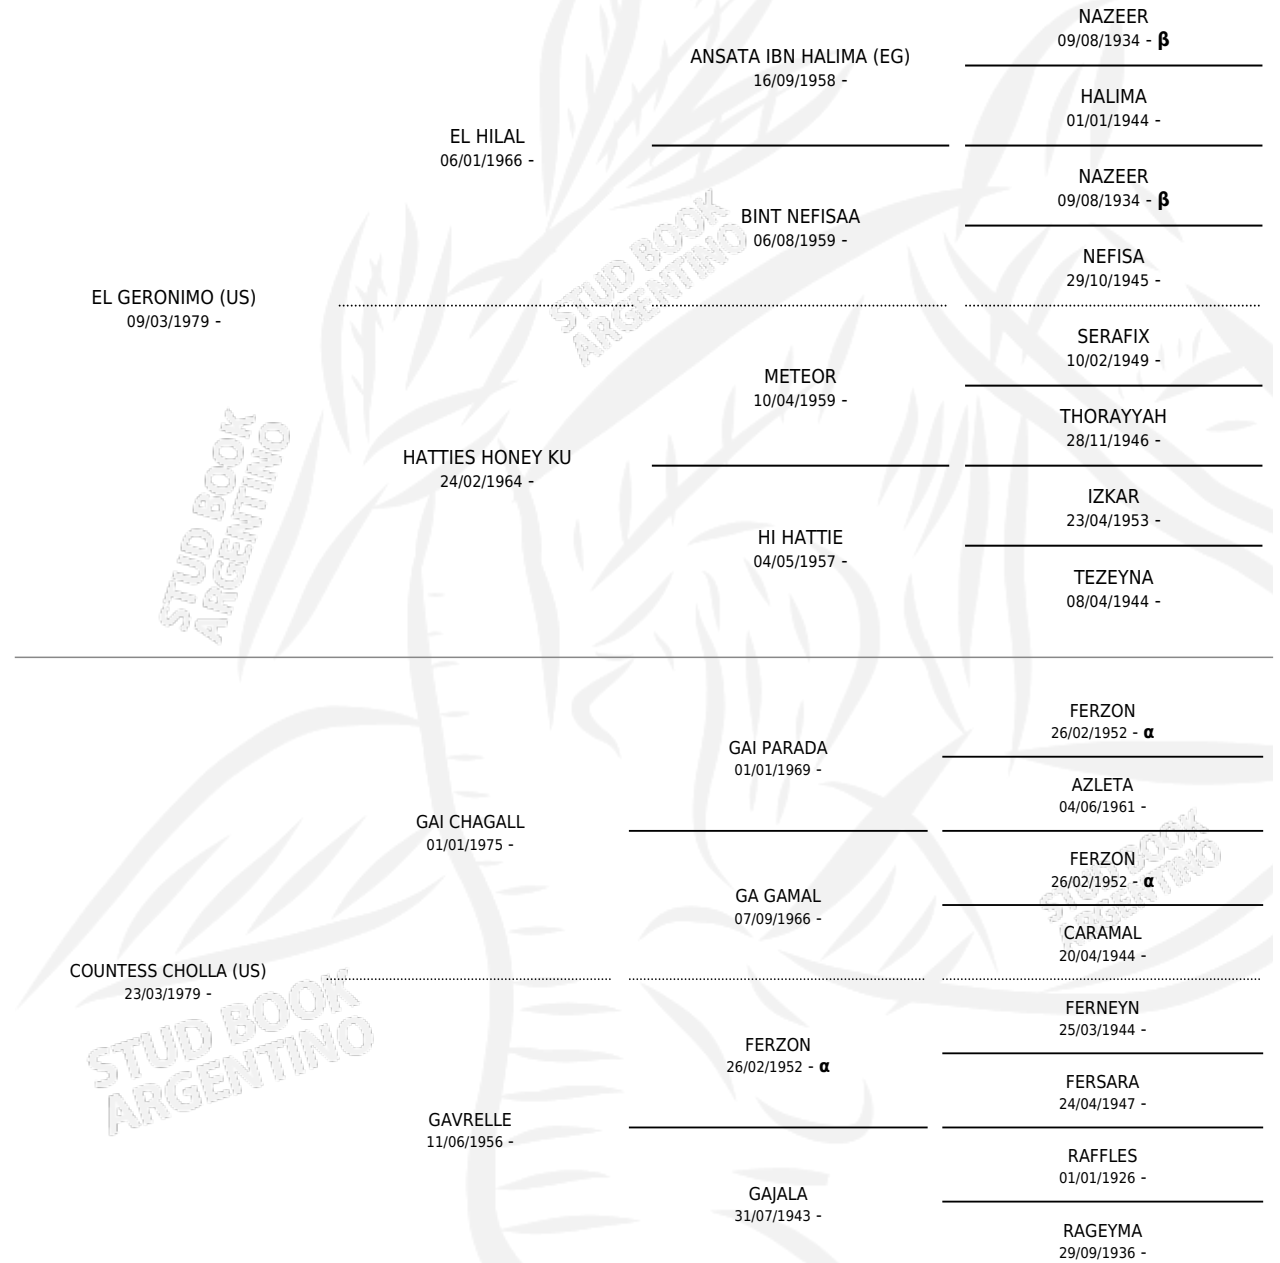 NAZEER
09/08/1934 - β
ANSATA IBN HALIMA (EG)
16/09/1958 -
HALIMA
01/01/1944 -
EL HILAL
06/01/1966 -
NAZEER
09/08/1934 - β
BINT NEFISAA
06/08/1959 -
NEFISA
29/10/1945 -
EL GERONIMO (US)
09/03/1979 -
SERAFIX
10/02/1949 -
METEOR
10/04/1959 -
THORAYYAH
28/11/1946 -
HATTIES HONEY KU
24/02/1964 -
IZKAR
23/04/1953 -
HI HATTIE
04/05/1957 -
TEZEYNA
08/04/1944 -
FERZON
26/02/1952 - α
GAI PARADA
01/01/1969 -
AZLETA
04/06/1961 -
GAI CHAGALL
01/01/1975 -
FERZON
26/02/1952 - α
GA GAMAL
07/09/1966 -
CARAMAL
20/04/1944 -
COUNTESS CHOLLA (US)
23/03/1979 -
FERNEYN
25/03/1944 -
FERZON
26/02/1952 - α
FERSARA
24/04/1947 -
GAVRELLE
11/06/1956 -
RAFFLES
01/01/1926 -
GAJALA
31/07/1943 -
RAGEYMA
29/09/1936 -
STUD BOOK
ARGENTINO
STUD BOOK
ARGENTINO
STUD BOOK
ARGENTINO
STUD BOOK
ARGENTINO